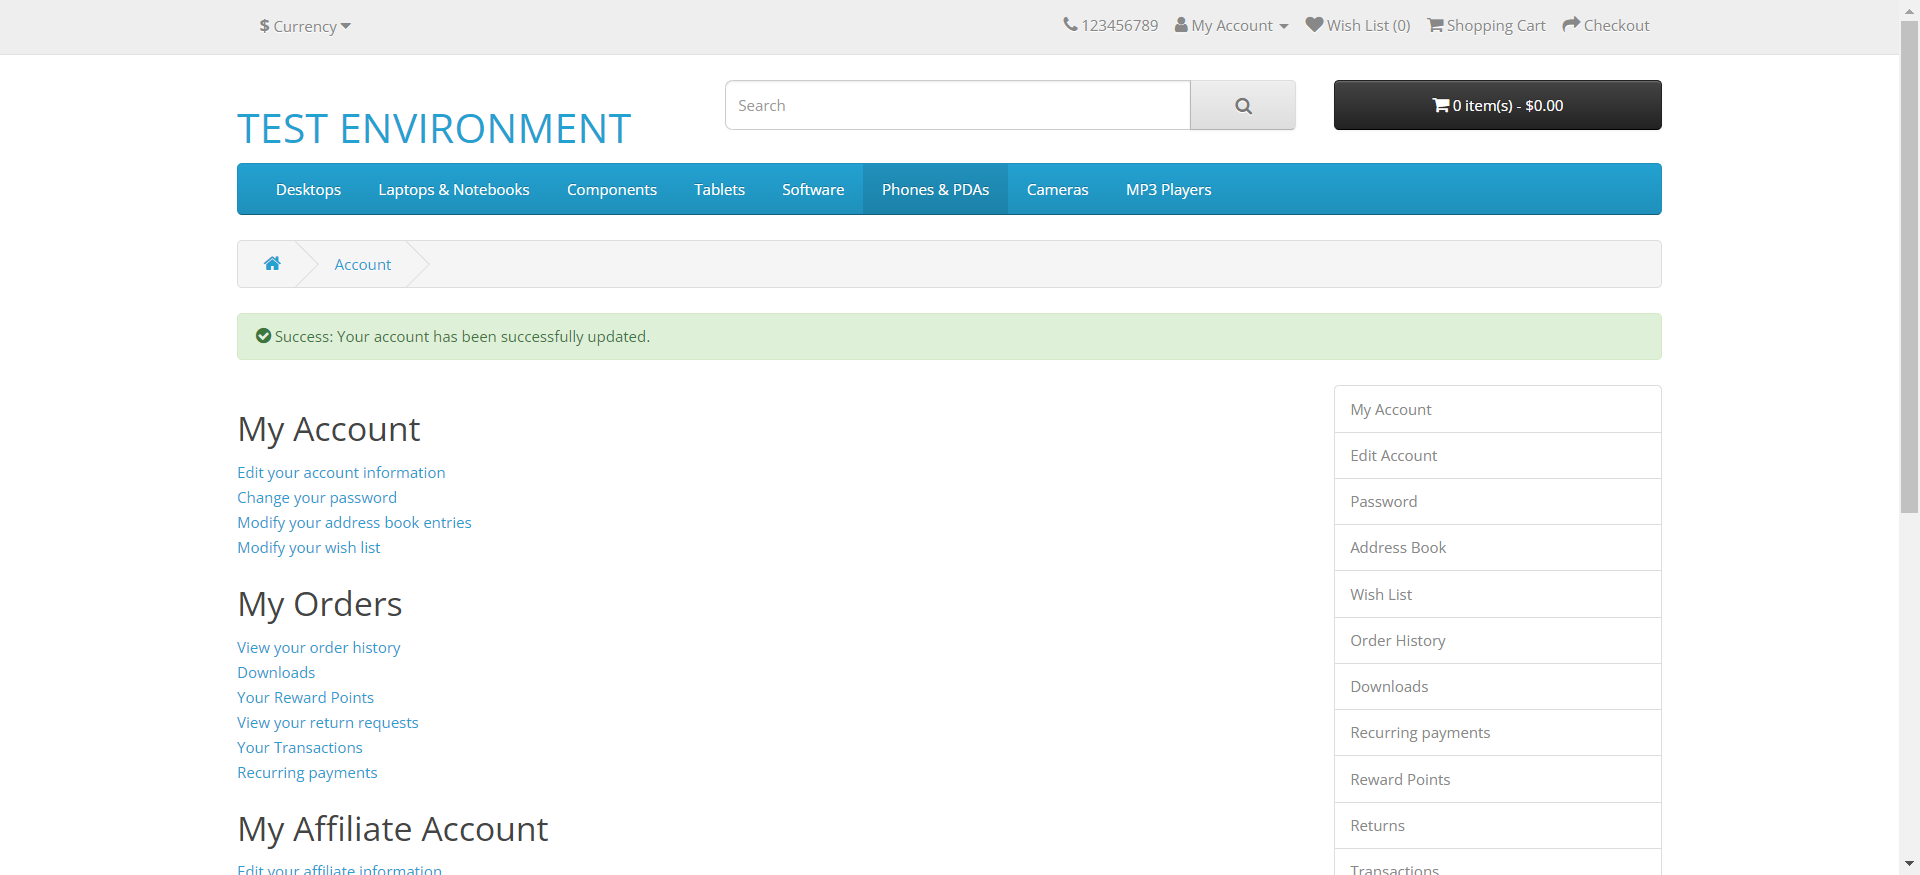 $ Currency
123456789 My Account Wish List (0) Shopping Cart Checkout
Search
0 item(s) - $0.00
TEST ENVIRONMENT
Desktops Laptops & Notebooks Components Tablets Software Phones & PDAs Cameras MP3 Players
Account
Success: Your account has been successfully updated.
My Account
Edit your account information
Change your password
Modify your address book entries
Modify your wish list
My Orders
View your order history
Downloads
Your Reward Points
View your return requests
Your Transactions
Recurring payments
My Affiliate Account
Edit your affiliate information
My Account
Edit Account
Password
Address Book
Wish List
Order History
Downloads
Recurring payments
Reward Points
Returns
Transactions